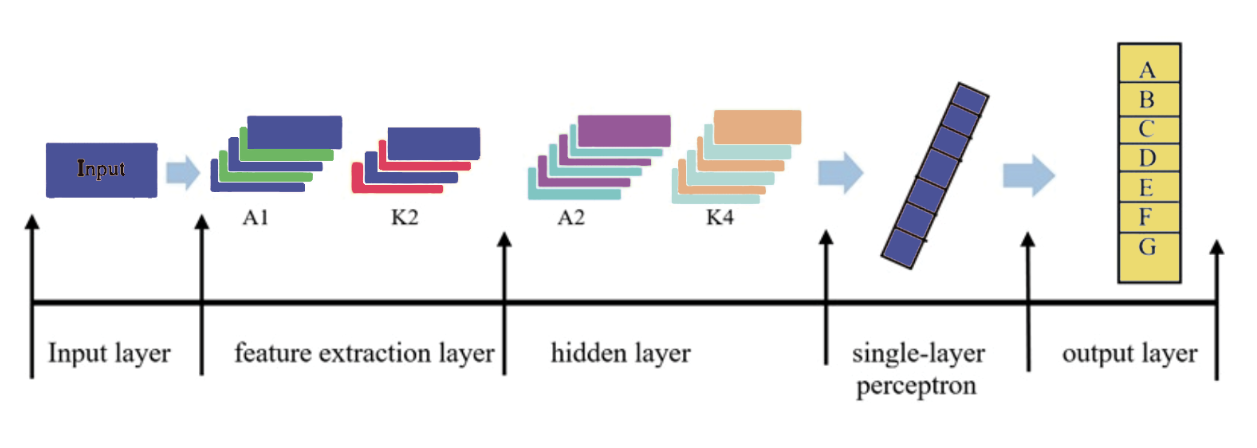 Input
A1
K2
A2
K4
A
B
C
D
E
F
G
Input layer
feature extraction layer
hidden layer
single-layer
perceptron
output layer